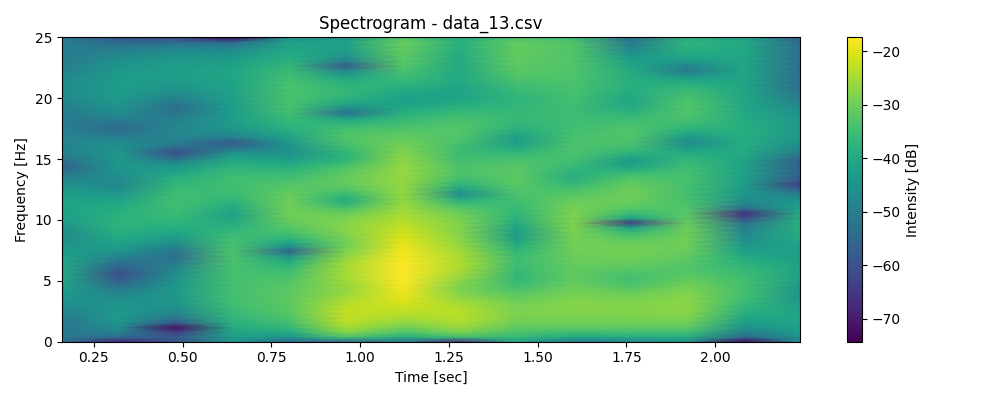 Spectrogram - data_13.csv
25
20
15
10
5
0
Frequency [Hz]
0.25 0.50 0.75 1.00 1.25 1.50 1.75 2.00
Time [sec]
−20
−30
−40
−50
−60
−70
Intensity [dB]